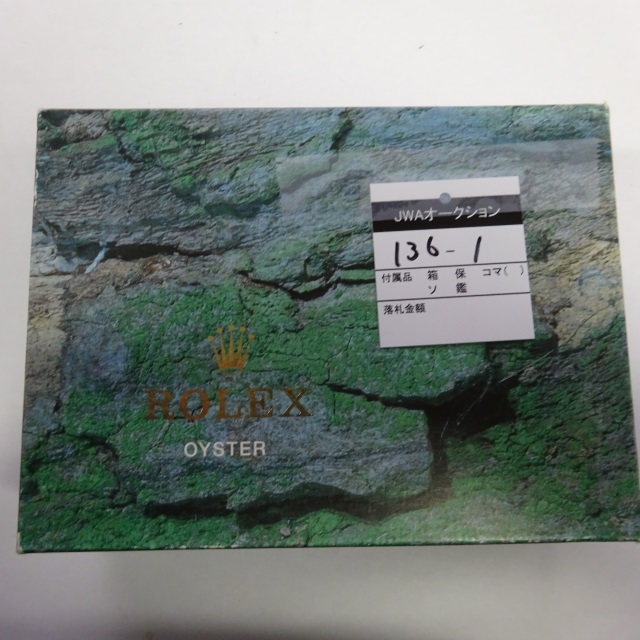 JWAオークション
136-1
付属品 箱 保 コマ( )
ソ 鑑
落札金額
ROLEX
OYSTER